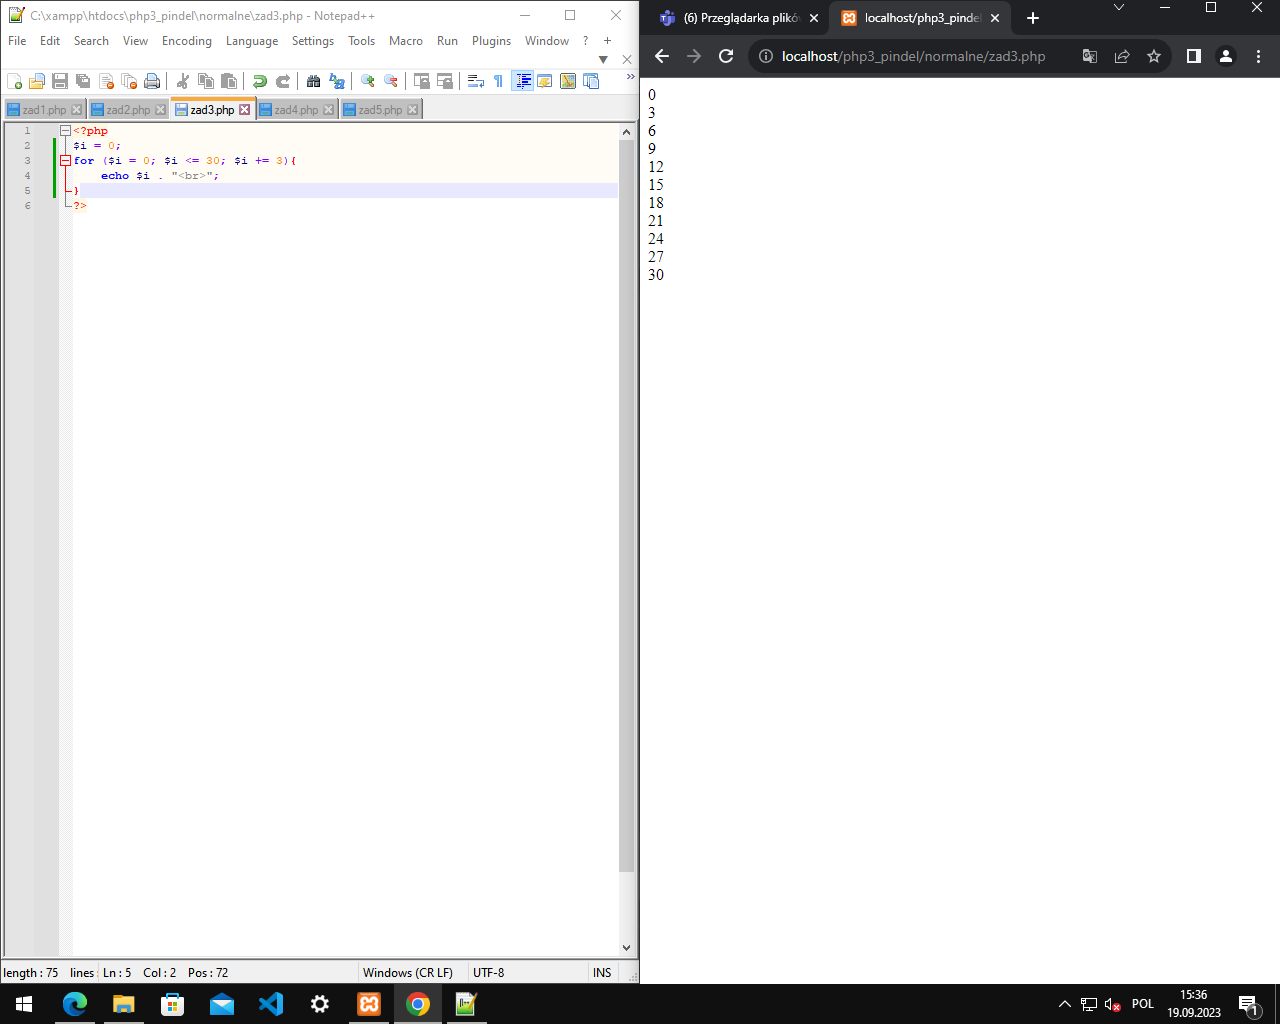 C:\xampp\htdocs\php3_pindel\normalne\zad3.php - Notepad++
File Edit Search View Encoding Language Settings Tools Macro Run Plugins Window ? +
zad1.php zad2.php zad3.php zad4.php zad5.php
1 <?php
2 $i = 0;
3 for ($i = 0; $i <= 30; $i += 3){
4 echo $i . "<br>";
5 }
6 ?>
length : 75 lines : Ln : 5 Col : 2 Pos : 72 Windows (CR LF) UTF-8 INS
(6) Przeglądarka plików localhost/php3_pindel
localhost/php3_pindel/normalne/zad3.php
0
3
6
9
12
15
18
21
24
27
30
POL
15:36
19.09.2023
1